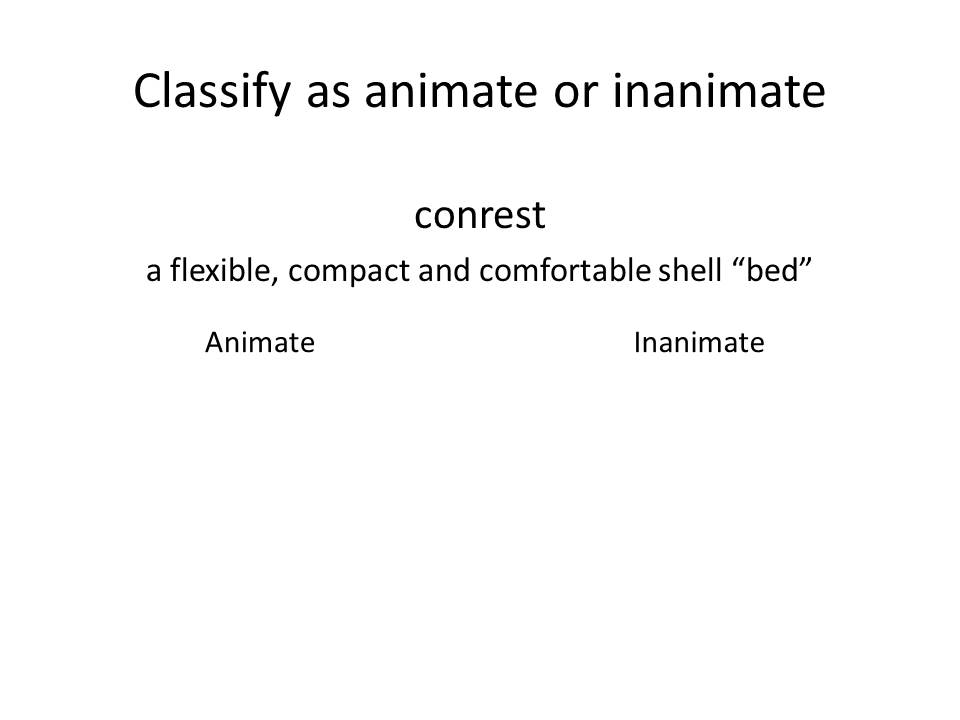 Classify as animate or inanimate
conrest
a flexible, compact and comfortable shell “bed”
Animate Inanimate